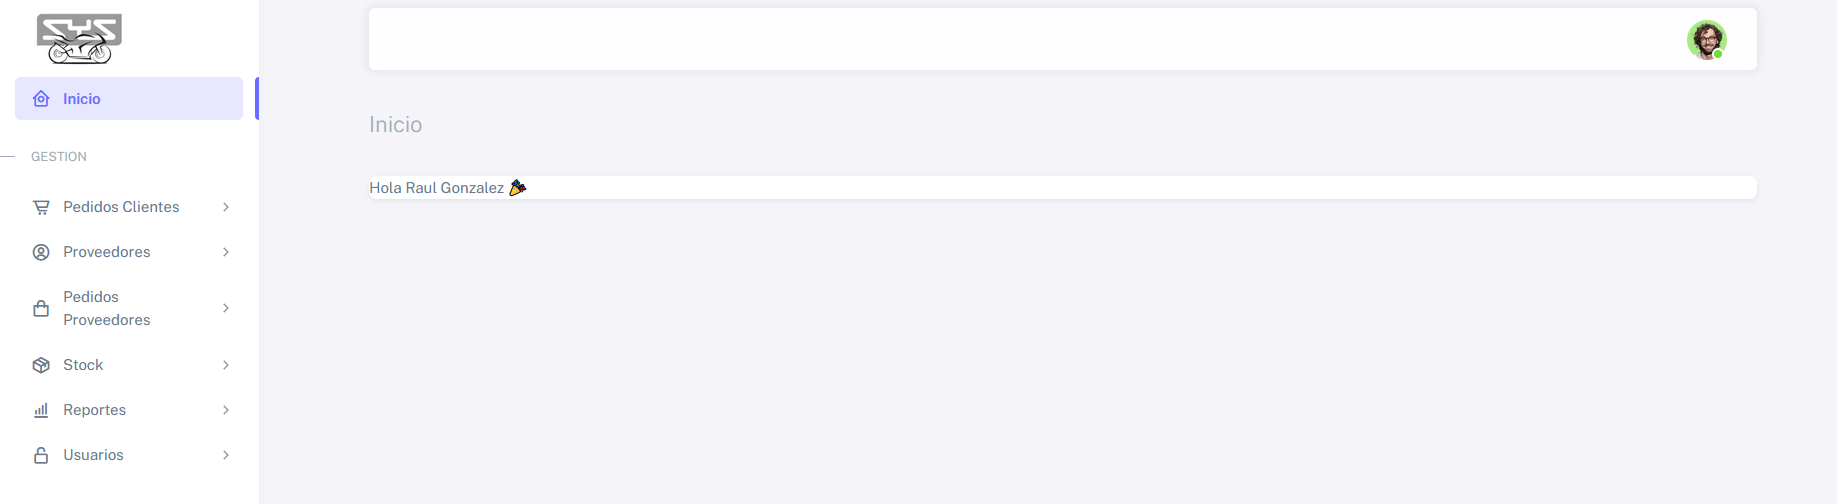 SYS
Inicio
GESTION
Pedidos Clientes
Proveedores
Pedidos
Proveedores
Stock
Reportes
Usuarios
Inicio
Hola Raul Gonzalez 🎉